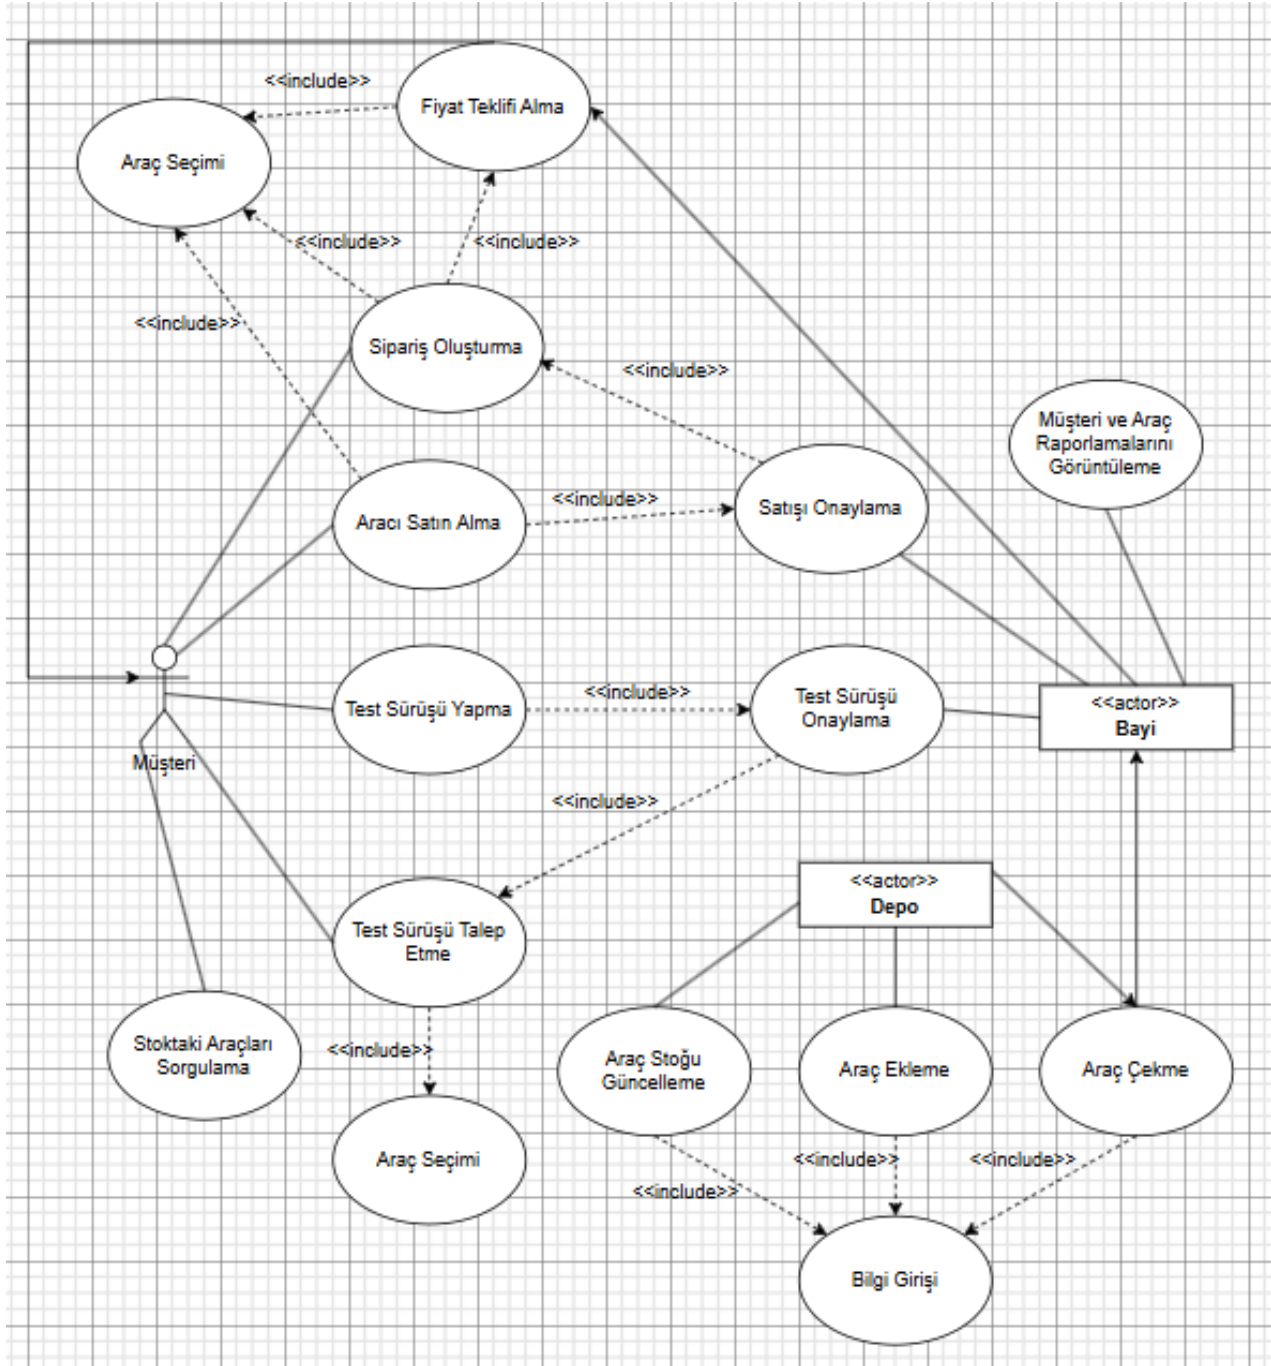 <<include>>
Fiyat Teklifi Alma
Araç Seçimi
<<include>>
<<include>>
<<include>>
Sipariş Oluşturma
<<include>>
Müşteri ve Araç
Raporlamalarını
Görüntüleme
<<include>>
Satışı Onaylama
Aracı Satın Alma
<<include>>
Test Sürüşü Yapma
Test Sürüşü
Onaylama
<<actor>>
Bayi
Müşteri
<<include>>
<<actor>>
Depo
Test Sürüşü Talep
Etme
Stoktaki Araçları
Sorgulama
<<include>>
Araç Stoğu
Güncelleme
Araç Ekleme
Araç Çekme
Araç Seçimi
<<include>>
<<include>>
<<include>>
Bilgi Girişi